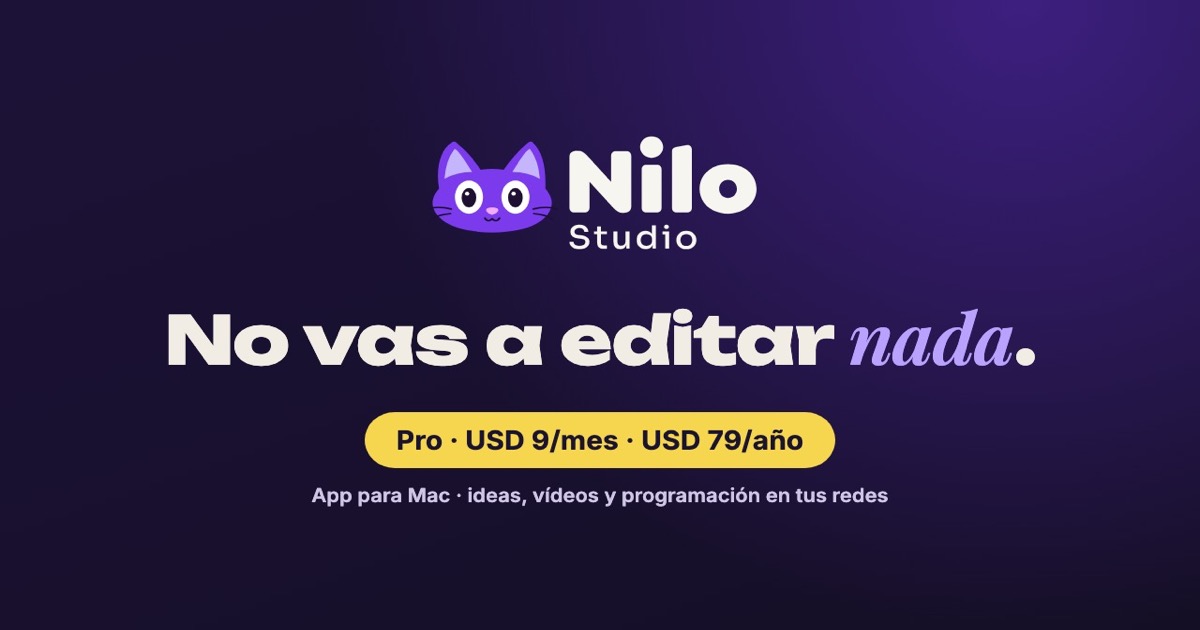 Nilo
Studio
No vas a editar nada.
Pro · USD 9/mes · USD 79/año
App para Mac · ideas, vídeos y programación en tus redes